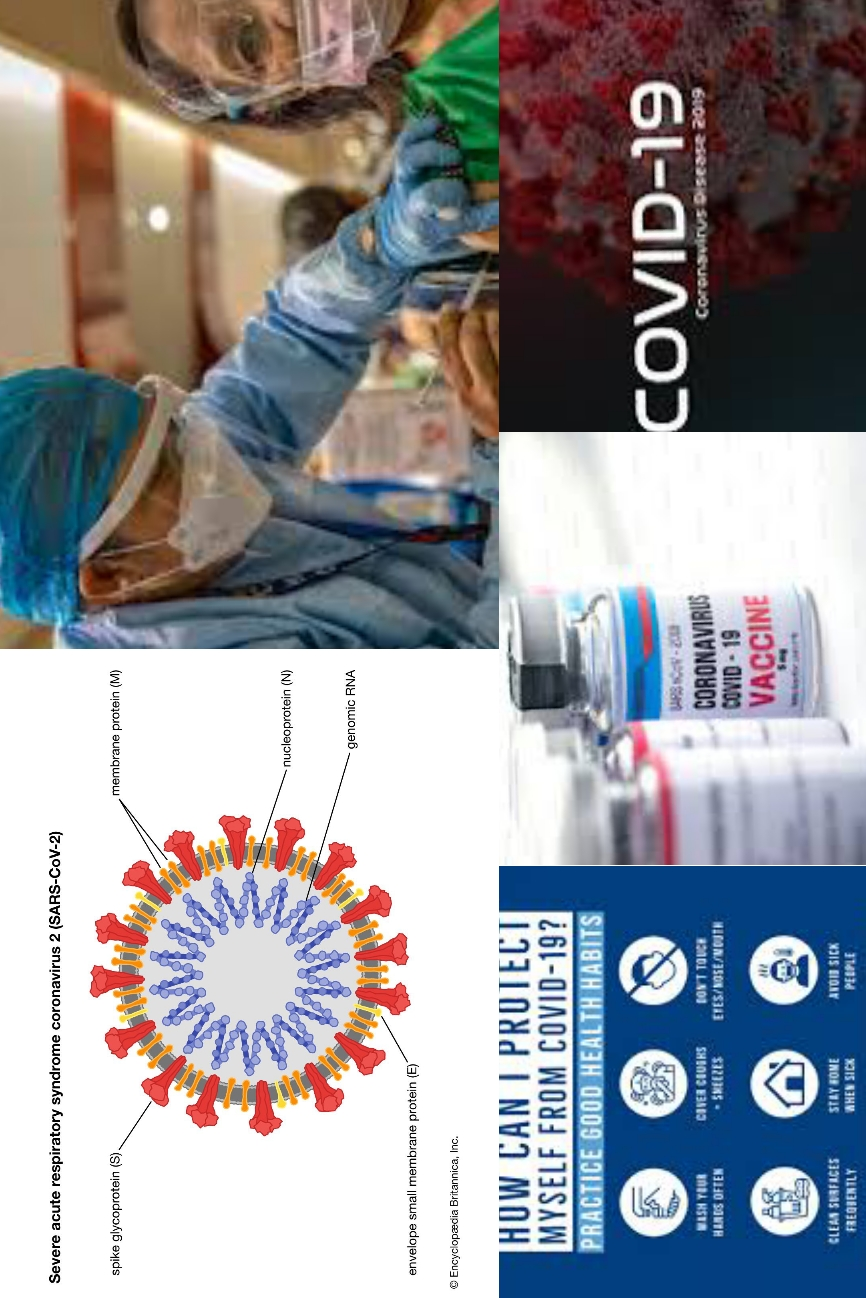 Severe acute respiratory syndrome coronavirus 2 (SARS-CoV-2)
spike glycoprotein (S)
membrane protein (M)
nucleoprotein (N)
genomic RNA
envelope small membrane protein (E)
© Encyclopædia Britannica, Inc.
HOW CAN I PROTECT
MYSELF FROM COVID-19?
PRACTICE GOOD HEALTH HABITS
WASH YOUR
HANDS OFTEN
COVER COUGHS
+ SNEEZES
DON'T TOUCH
EYES/NOSE/MOUTH
CLEAN SURFACES
FREQUENTLY
STAY HOME
WHEN SICK
AVOID SICK
PEOPLE
CORONAVIRUS
COVID - 19
VACCINE
5 mg
COVID-19
Coronavirus Disease 2019